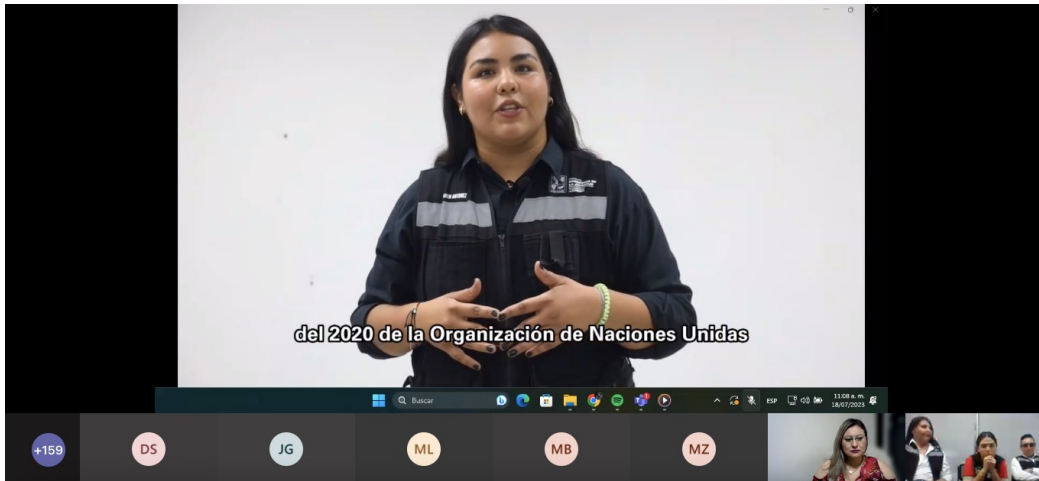 del 2020 de la Organización de Naciones Unidas
Buscar
ESP
11:08 a. m.
18/07/2023
+159
DS
JG
ML
MB
MZ